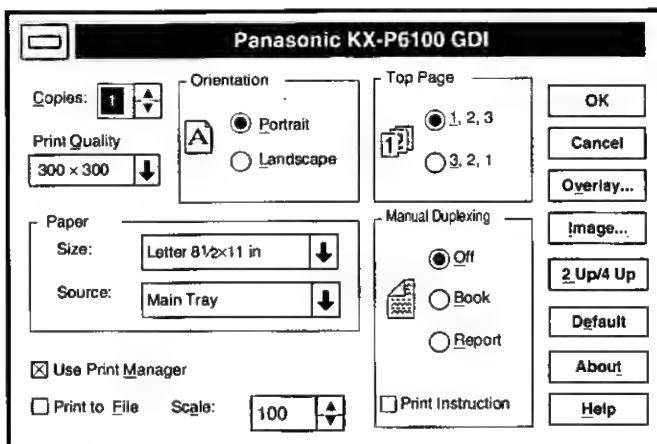 Panasonic KX-P6100 GDI
Copies: 1
Print Quality
300 × 300
Orientation
A
Portrait
Landscape
Top Page
1 2
1, 2, 3
3, 2, 1
OK
Cancel
Overlay...
Image...
2 Up/4 Up
Default
About
Help
Paper
Size: Letter 8½×11 in
Source: Main Tray
Manual Duplexing
Off
Book
Report
Print Instruction
Use Print Manager
Print to File
Scale: 100